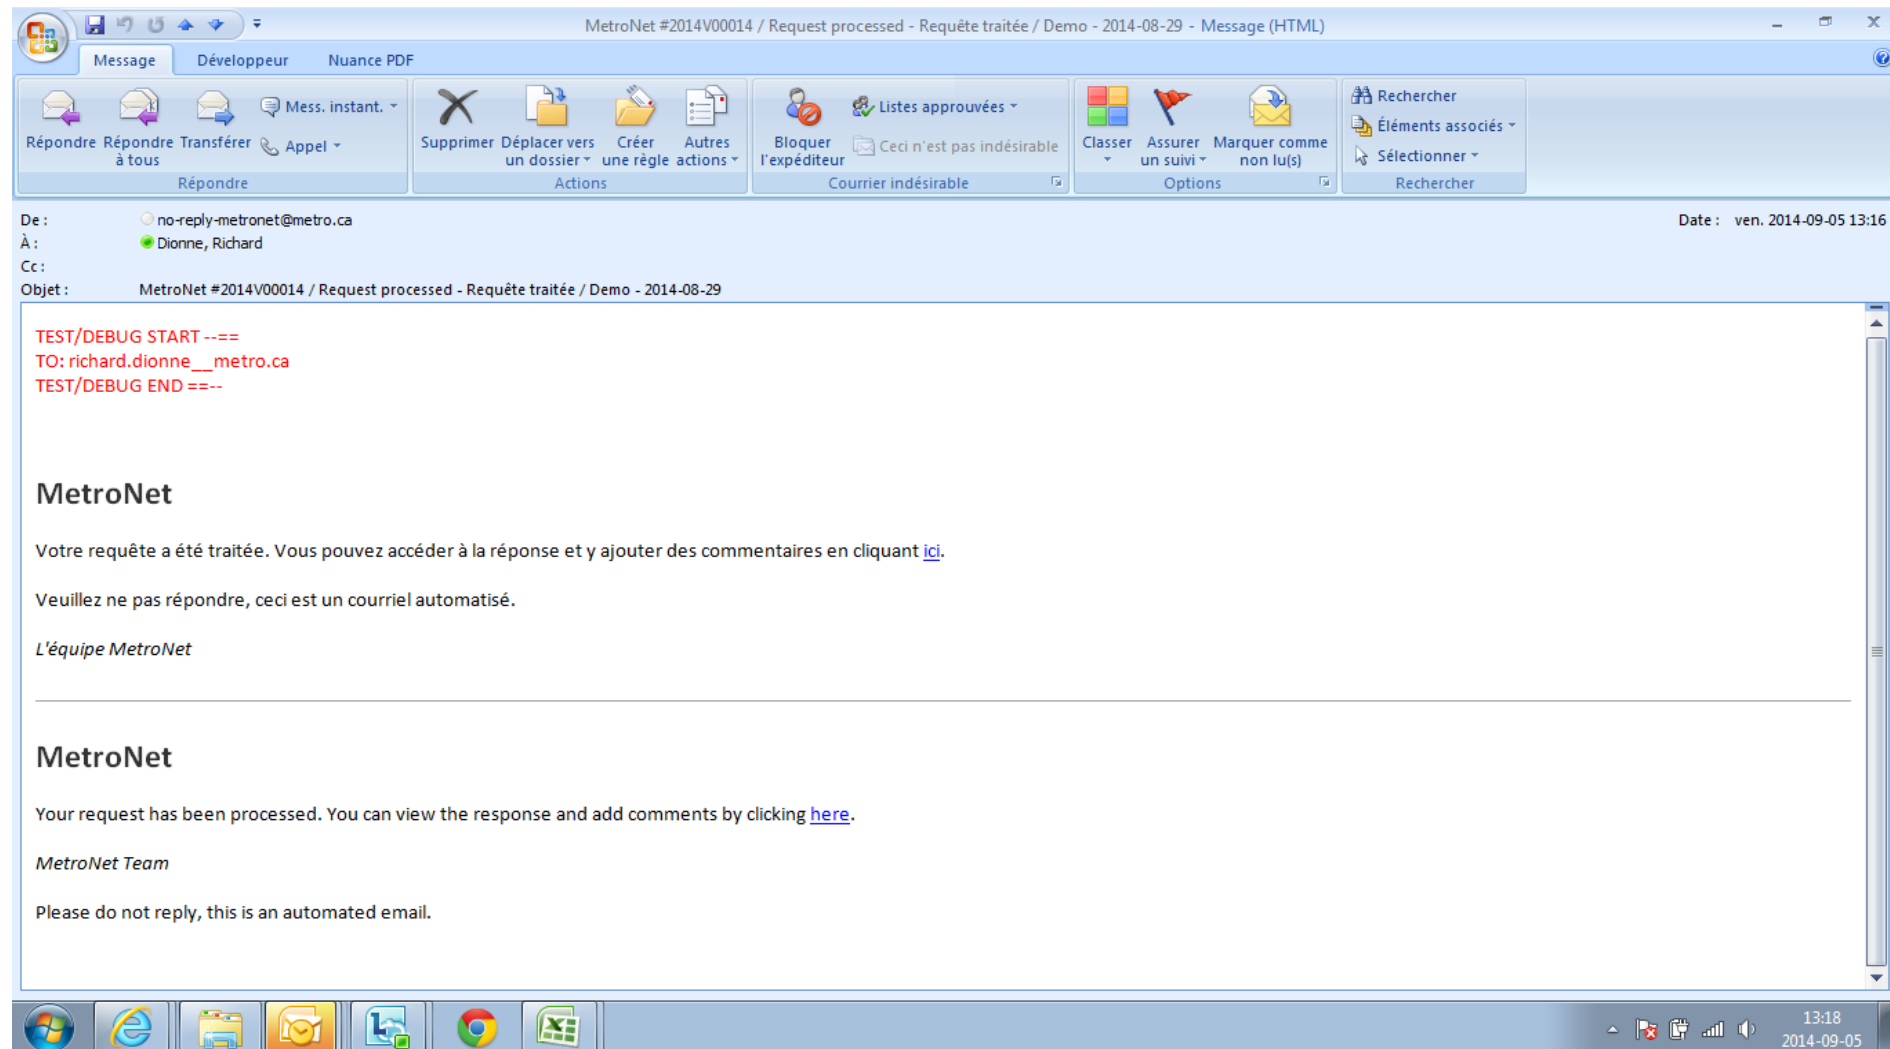 MetroNet #2014V00014 / Request processed - Requête traitée / Demo - 2014-08-29 - Message (HTML)
Message Développeur Nuance PDF
Répondre
Répondre à tous
Transférer
Mess. instant.
Appel
Répondre
Supprimer
Déplacer vers un dossier
Créer une règle
Autres actions
Actions
Bloquer l'expéditeur
Listes approuvées
Ceci n'est pas indésirable
Courrier indésirable
Classer
Assurer un suivi
Marquer comme non lu(s)
Options
Rechercher
Éléments associés
Sélectionner
Rechercher
De : no-reply-metronet@metro.ca Date : ven. 2014-09-05 13:16
À : Dionne, Richard
Cc :
Objet : MetroNet #2014V00014 / Request processed - Requête traitée / Demo - 2014-08-29
TEST/DEBUG START --==
TO: richard.dionne__metro.ca
TEST/DEBUG END ==--
MetroNet
Votre requête a été traitée. Vous pouvez accéder à la réponse et y ajouter des commentaires en cliquant ici.
Veuillez ne pas répondre, ceci est un courriel automatisé.
L'équipe MetroNet
MetroNet
Your request has been processed. You can view the response and add comments by clicking here.
MetroNet Team
Please do not reply, this is an automated email.
13:18
2014-09-05